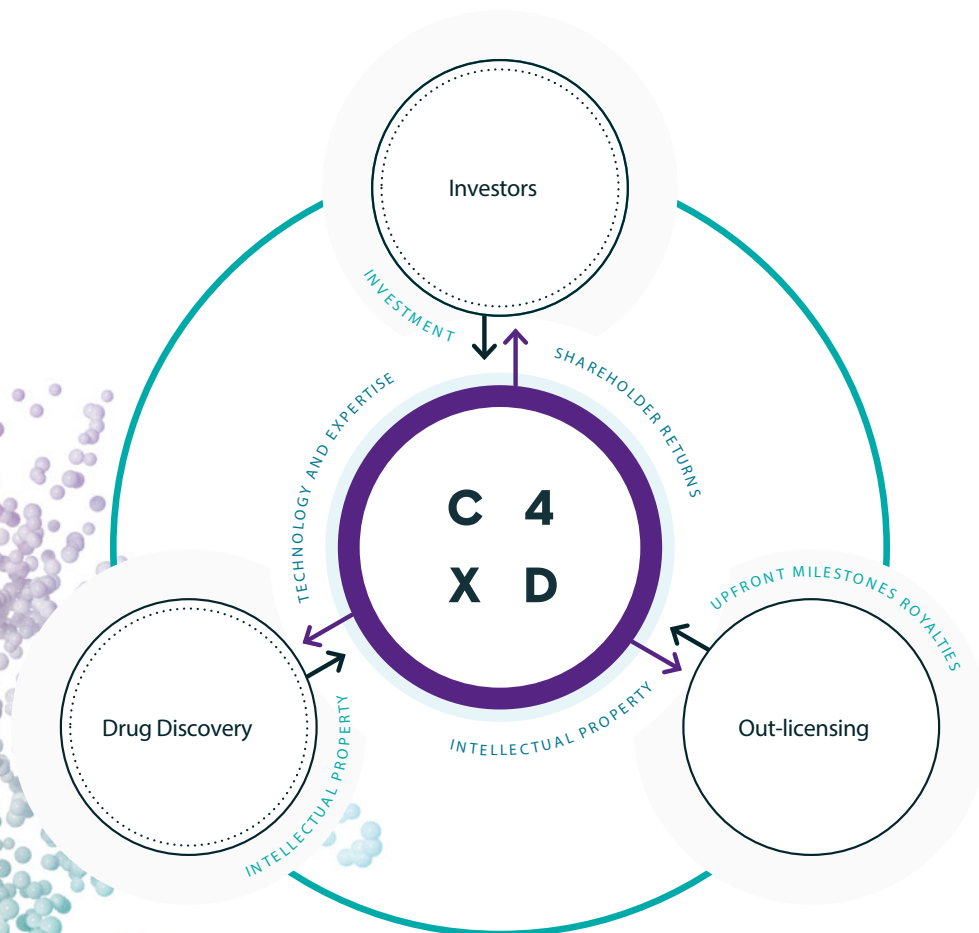 Investors
INVESTMENT
SHAREHOLDER RETURNS
TECHNOLOGY AND EXPERTISE
C 4
X D
UPFRONT MILESTONES ROYALTIES
Drug Discovery
Out-licensing
INTELLECTUAL PROPERTY
INTELLECTUAL PROPERTY